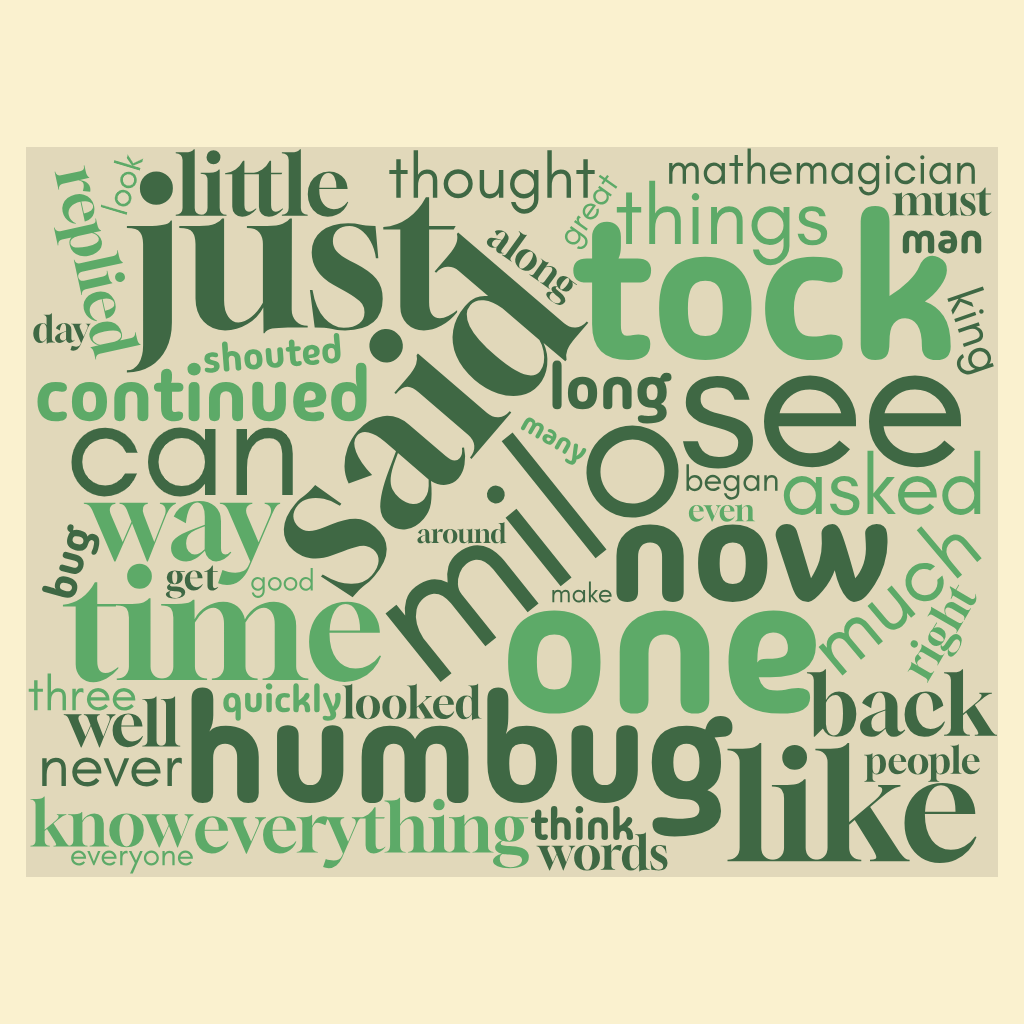 look
little
thought
mathemagician
replied
just
great
things
must
along
tock
man
day
said
king
shouted
continued
long
see
can
many
milo
began
asked
even
way
around
now
bug
get
good
make
much
time
one
right
three
quickly
looked
back
well
humbug
never
like
people
know
everything
think
everyone
words